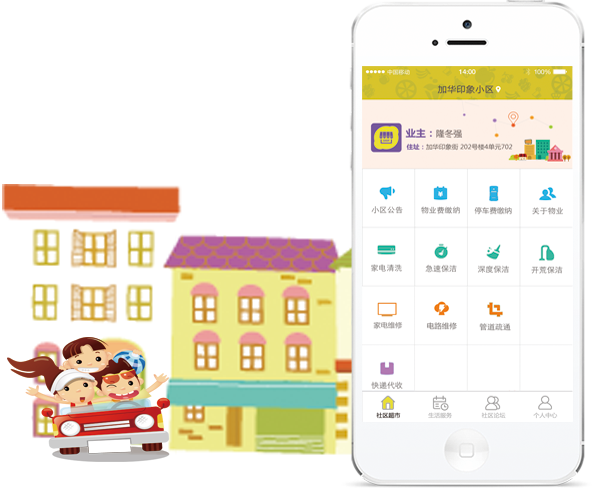 中国移动 14:00 100%
加华印象小区
业主：隆冬强
住址：加华印象街 202号楼4单元702
小区公告 物业费缴纳 停车费缴纳 关于物业
家电清洗 急速保洁 深度保洁 开荒保洁
家电维修 电路维修 管道疏通
快递代收
社区超市 生活服务 社区论坛 个人中心